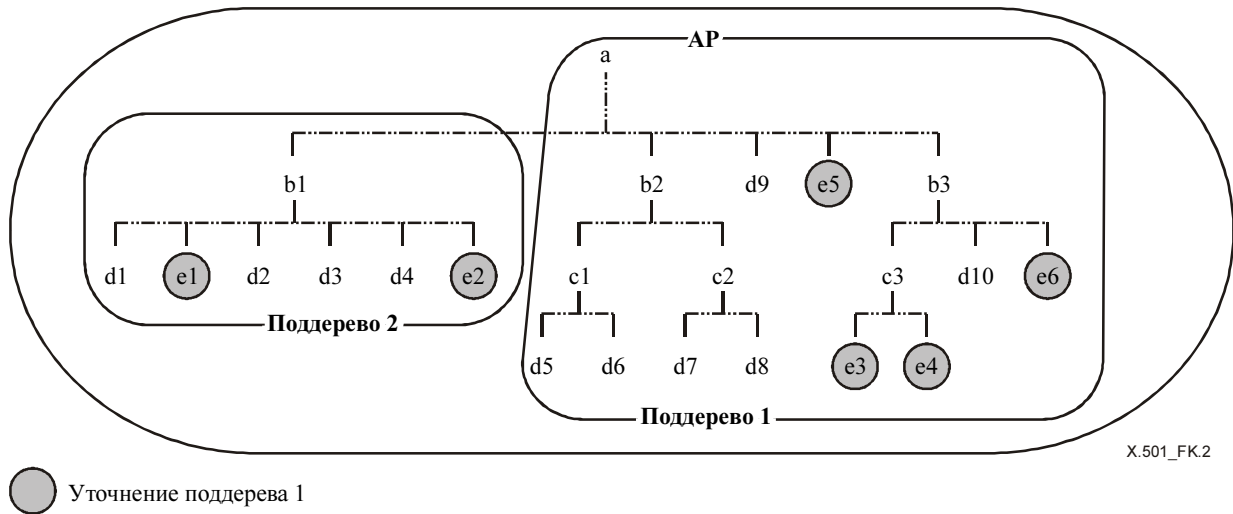 АР
a
b1 b2 d9 e5 b3
d1 e1 d2 d3 d4 e2 c1 c2 c3 d10 e6
Поддерево 2
d5 d6 d7 d8 e3 e4
Поддерево 1
X.501_FK.2
Уточнение поддерева 1